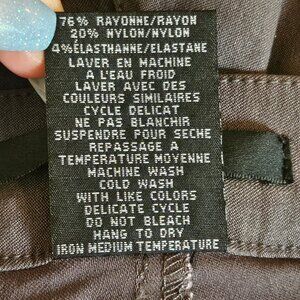 76% RAYONNE/RAYON
20% NYLON/NYLON
4%ÉLASTHANNE/ELASTANE
LAVER EN MACHINE
A L'EAU FROID
LAVER AVEC DES
COULEURS SIMILAIRES
CYCLE DELICAT
NE PAS BLANCHIR
SUSPENDRE POUR SECHE
REPASSAGE A
TEMPERATURE MOYENNE
MACHINE WASH
COLD WASH
WITH LIKE COLORS
DELICATE CYCLE
DO NOT BLEACH
HANG TO DRY
IRON MEDIUM TEMPERATURE